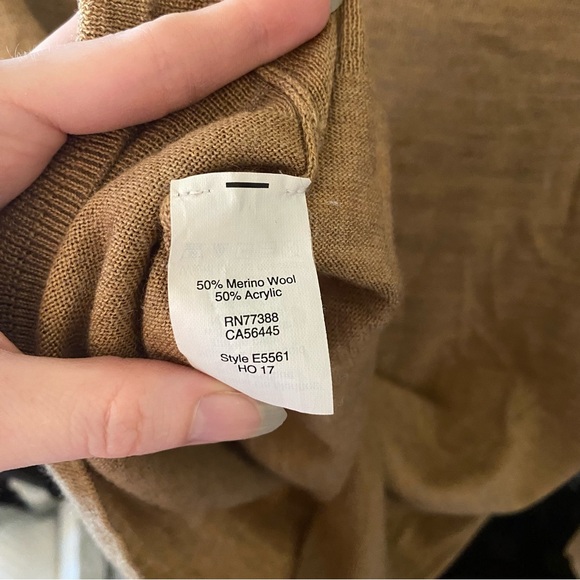 50% Merino Wool
50% Acrylic
RN77388
CA56445
Style E5561
HO 17